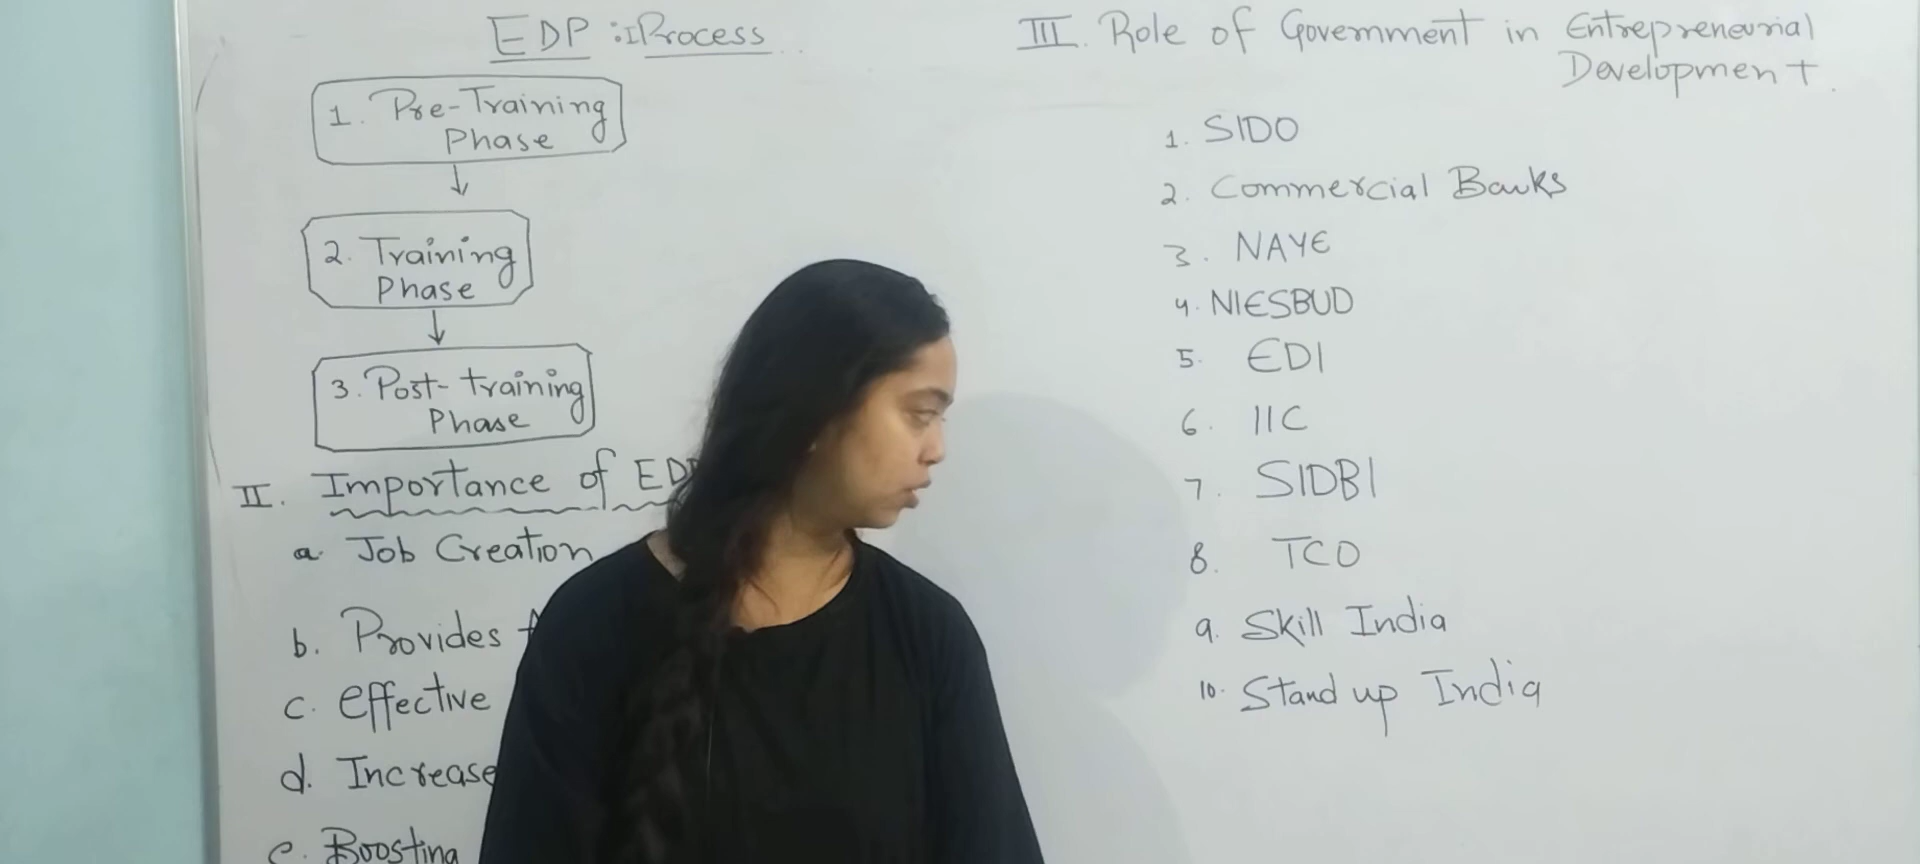 EDP : Process
1. Pre-Training
Phase
2. Training
Phase
3. Post-training
Phase
II. Importance of
a. Job Creation
b. Provides
c. effective
d. Increase
e. Boosting
III. Role of Government in Entrepreneurial
Development.
1. SIDO
2. Commercial Banks
3. NAYE
4. NIESBUD
5. EDI
6. IIC
7. SIDBI
8. TCO
9. Skill India
10. Stand up India